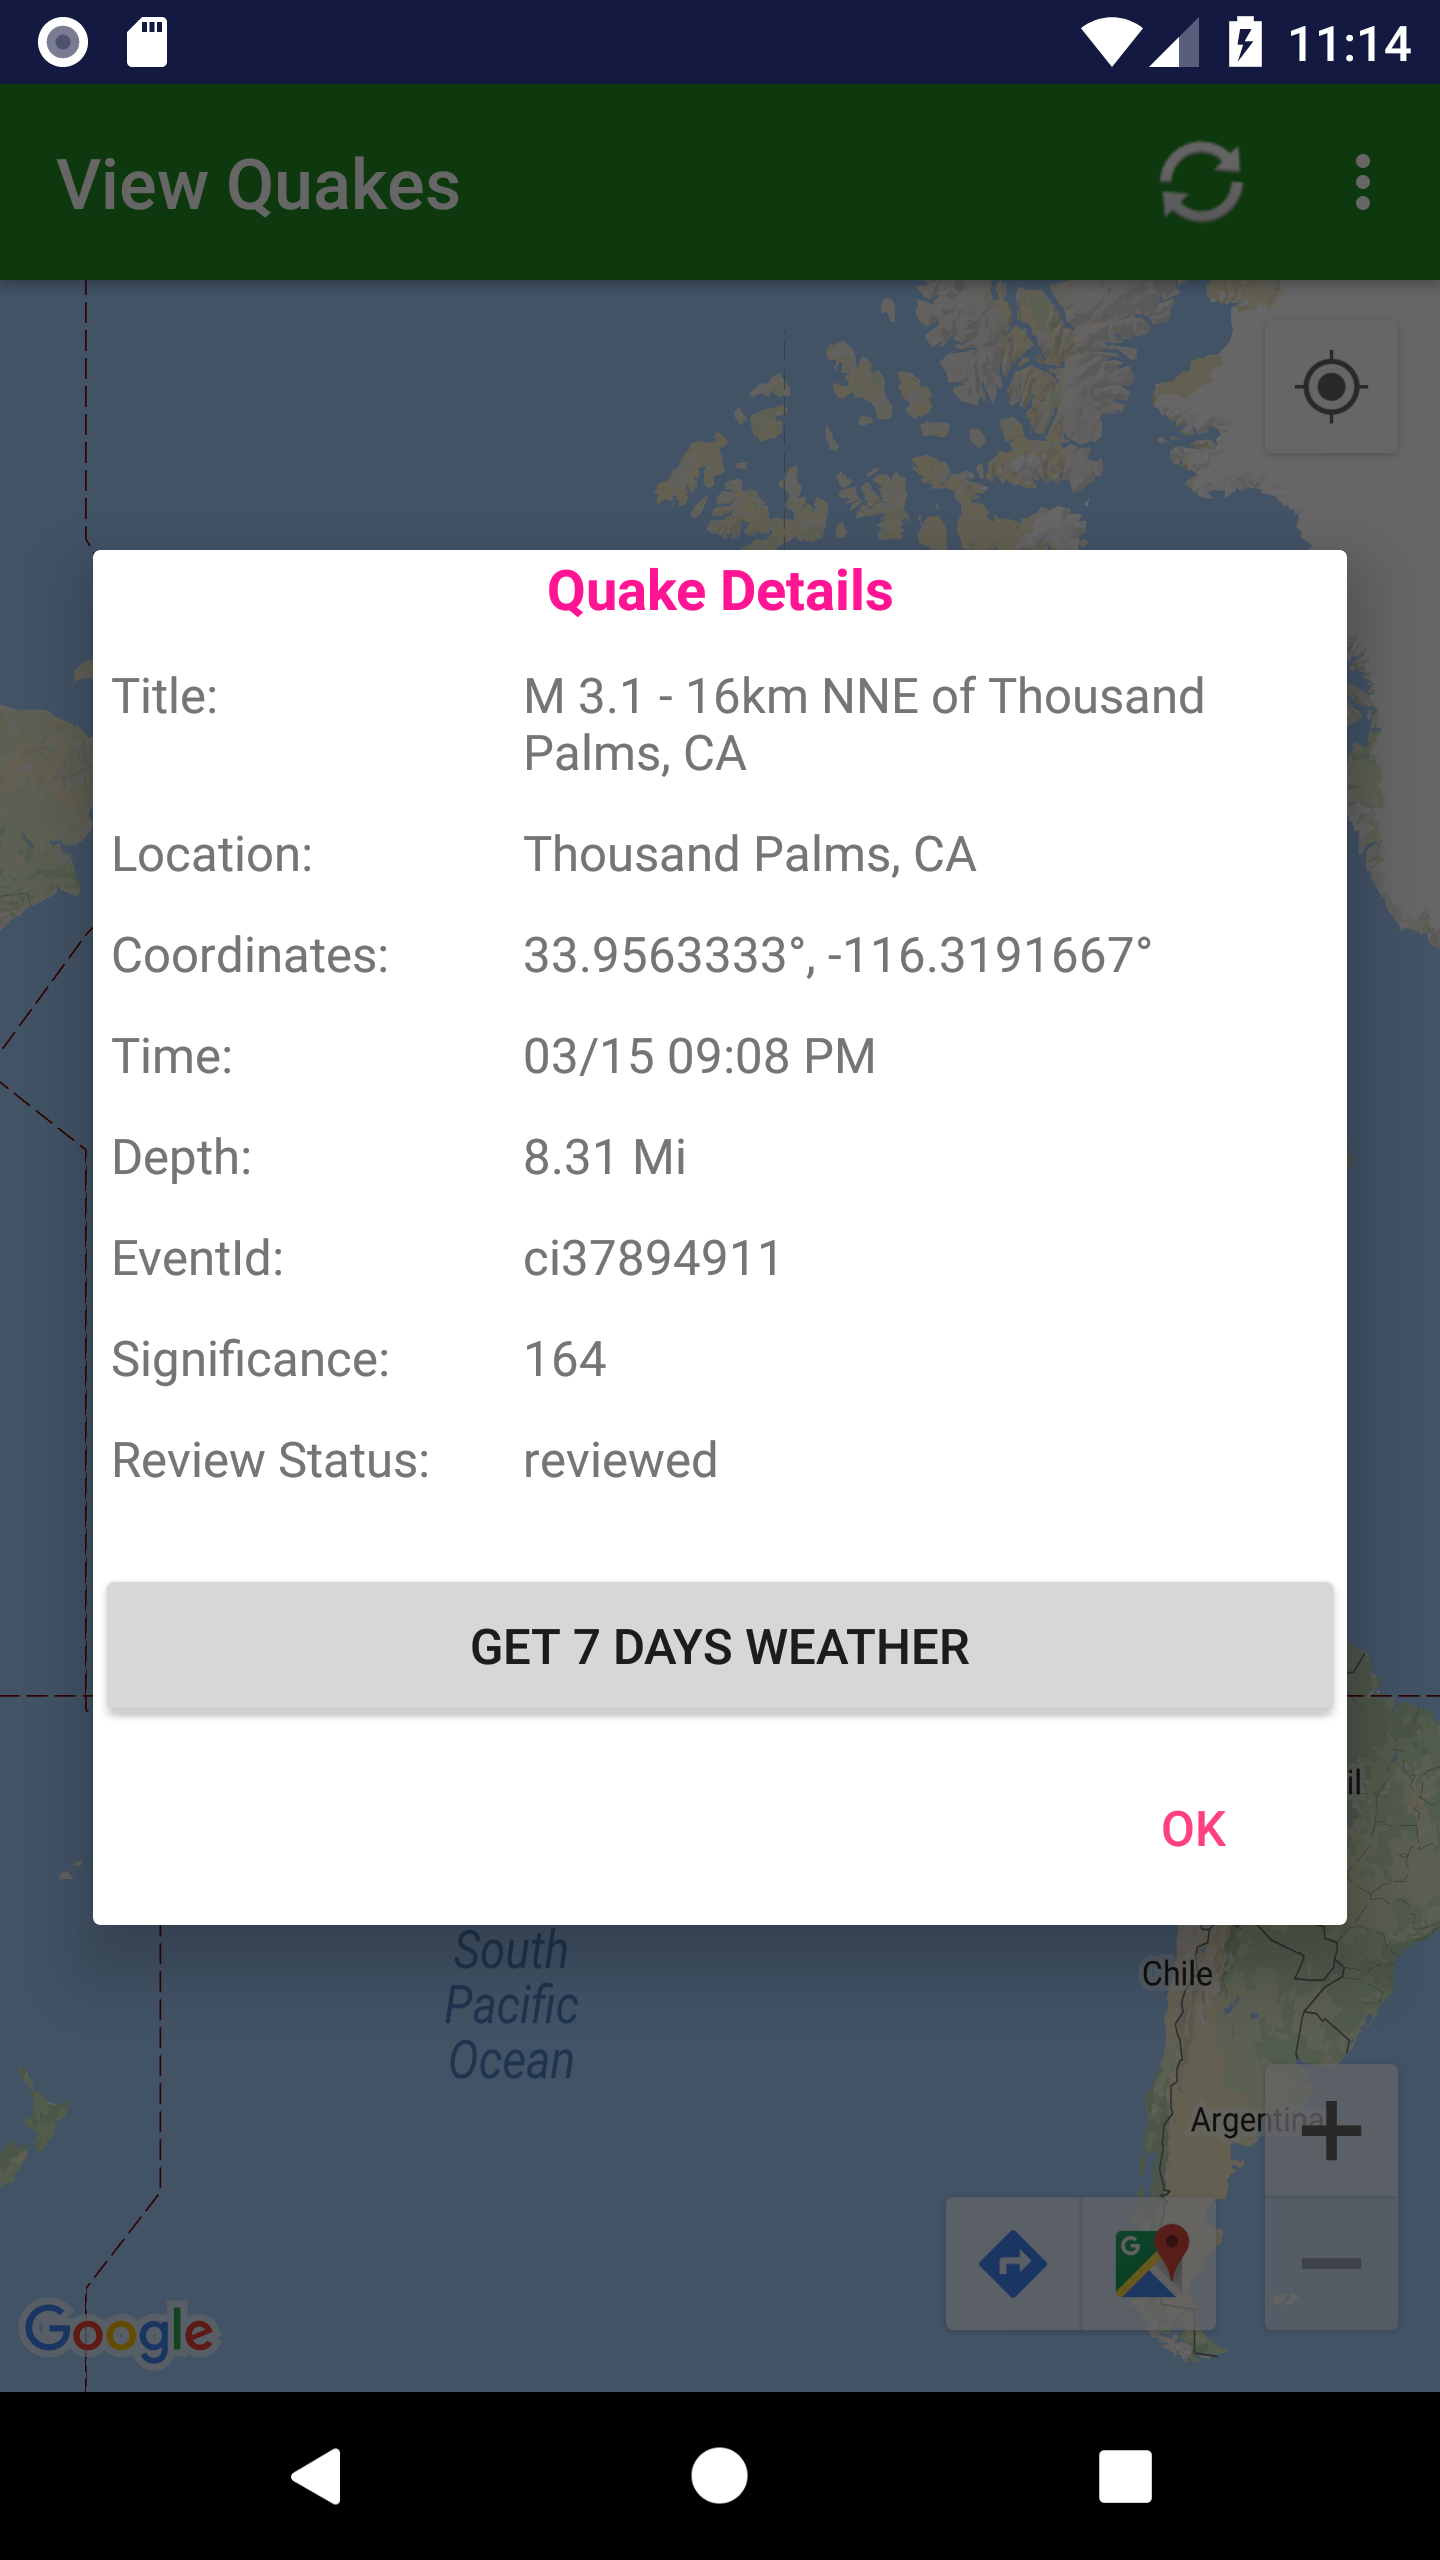 11:14
View Quakes
Quake Details
Title: M 3.1 - 16km NNE of Thousand
Palms, CA
Location: Thousand Palms, CA
Coordinates: 33.9563333°, -116.3191667°
Time: 03/15 09:08 PM
Depth: 8.31 Mi
EventId: ci37894911
Significance: 164
Review Status: reviewed
GET 7 DAYS WEATHER
il
OK
South
Pacific
Ocean
Chile
Argentina
G
Google